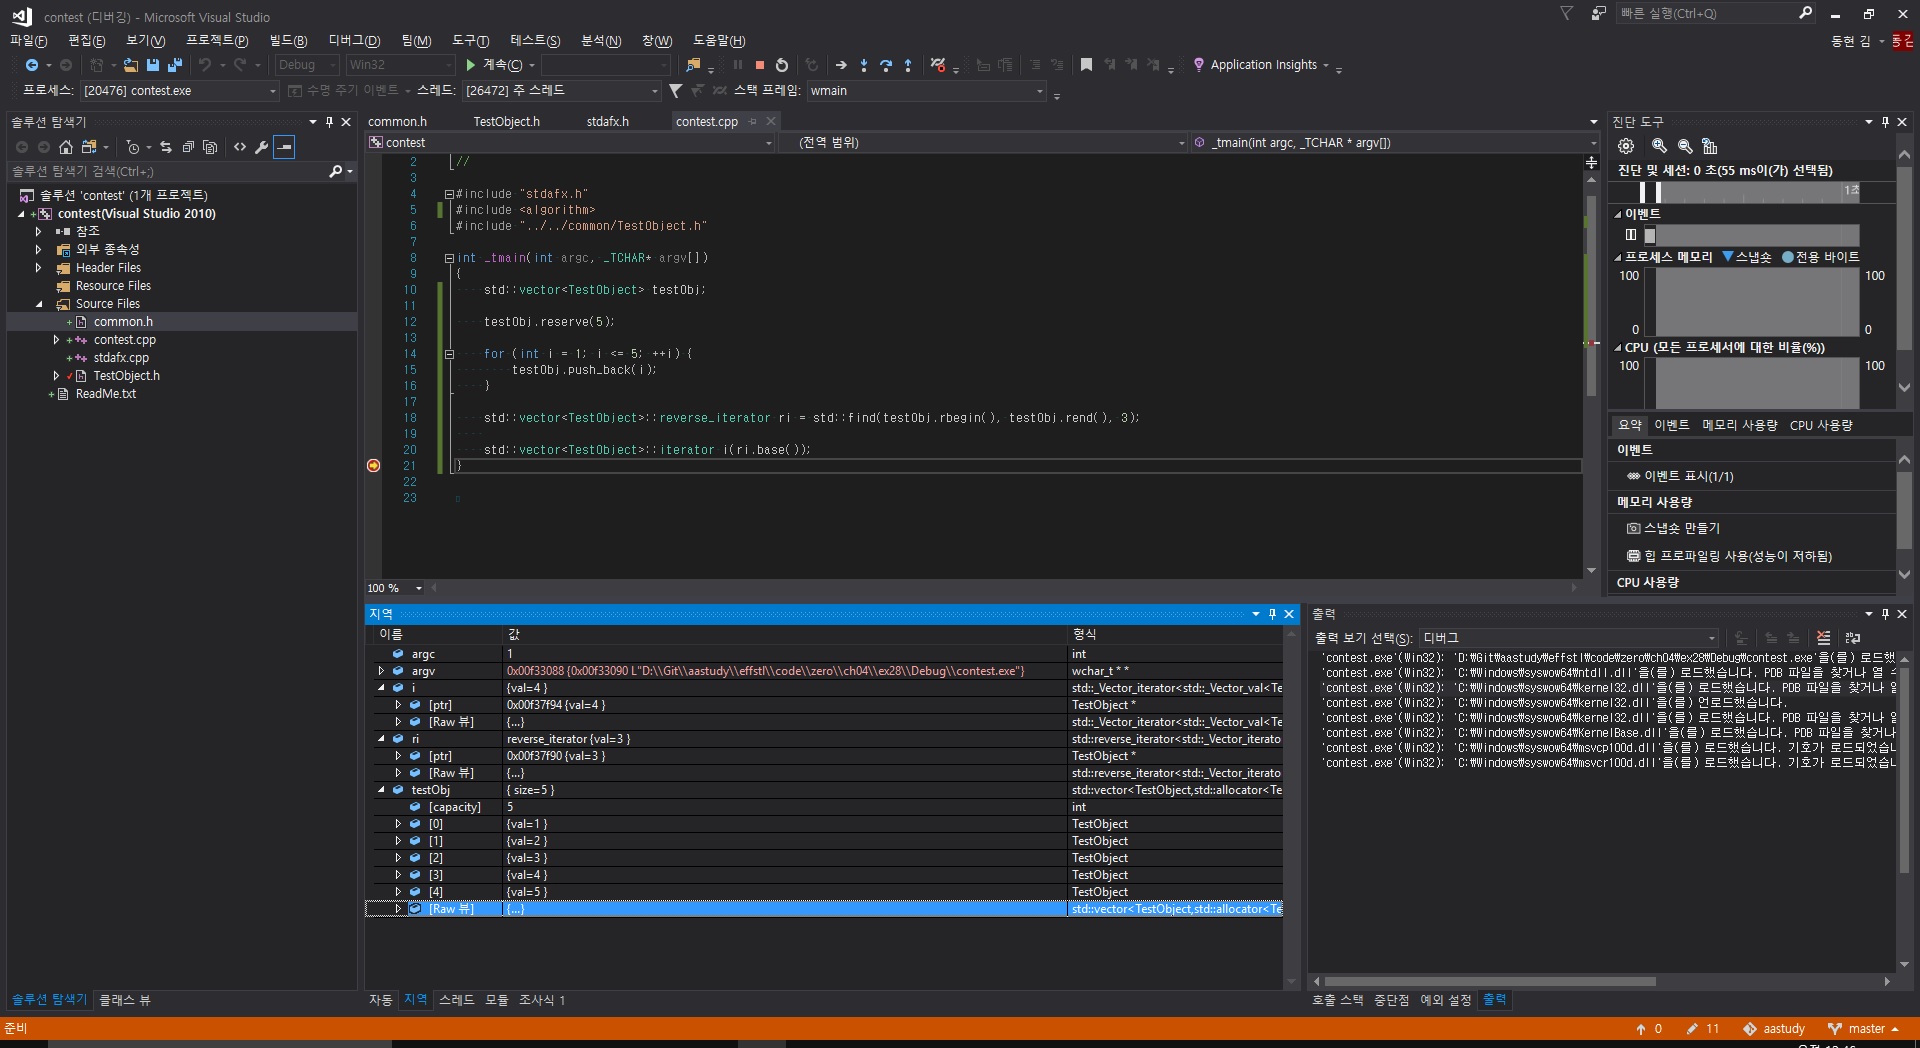 contest (디버깅) - Microsoft Visual Studio
빠른 실행(Ctrl+Q)
파일(F) 편집(E) 보기(V) 프로젝트(P) 빌드(B) 디버그(D) 팀(M) 도구(T) 테스트(S) 분석(N) 창(W) 도움말(H)
동현 김
Debug Win32 계속(C) Application Insights
프로세스: [20476] contest.exe 수명 주기 이벤트 스레드: [26472] 주 스레드 스택 프레임: wmain
솔루션 탐색기
솔루션 탐색기 검색(Ctrl+;)
솔루션 'contest' (1개 프로젝트)
contest(Visual Studio 2010)
참조
외부 종속성
Header Files
Resource Files
Source Files
common.h
contest.cpp
stdafx.cpp
TestObject.h
ReadMe.txt
솔루션 탐색기 클래스 뷰
common.h TestObject.h stdafx.h contest.cpp
contest (전역 범위) _tmain(int argc, _TCHAR * argv[])
2 //
3
4 #include "stdafx.h"
5 #include <algorithm>
6 #include "../../common/TestObject.h"
7
8 int _tmain(int argc, _TCHAR* argv[])
9 {
10 std::vector<TestObject> testObj;
11
12 testObj.reserve(5);
13
14 for (int i = 1; i <= 5; ++i) {
15 testObj.push_back(i);
16 }
17
18 std::vector<TestObject>::reverse_iterator ri = std::find(testObj.rbegin(), testObj.rend(), 3);
19
20 std::vector<TestObject>::iterator i(ri.base());
21 }
22
23
100 %
진단 도구
진단 및 세션: 0 초(55 ms이(가) 선택됨)
1초
이벤트
프로세스 메모리 스냅숏 전용 바이트
100 100
0 0
CPU (모든 프로세서에 대한 비율(%))
100 100
요약 이벤트 메모리 사용량 CPU 사용량
이벤트
이벤트 표시(1/1)
메모리 사용량
스냅숏 만들기
힙 프로파일링 사용(성능이 저하됨)
CPU 사용량
지역
이름 값 형식
argc 1 int
argv 0x00f33088 {0x00f33090 L"D:\\Git\\aastudy\\effstl\\code\\zero\\ch04\\ex28\\Debug\\contest.exe"} wchar_t * *
i {val=4 } std::_Vector_iterator<std::_Vector_val<Te
[ptr] 0x00f37f94 {val=4 } TestObject *
[Raw 뷰] {...} std::_Vector_iterator<std::_Vector_val<Te
ri reverse_iterator {val=3 } std::reverse_iterator<std::_Vector_iterato
[ptr] 0x00f37f90 {val=3 } TestObject *
[Raw 뷰] {...} std::reverse_iterator<std::_Vector_iterato
testObj { size=5 } std::vector<TestObject,std::allocator<Te
[capacity] 5 int
[0] {val=1 } TestObject
[1] {val=2 } TestObject
[2] {val=3 } TestObject
[3] {val=4 } TestObject
[4] {val=5 } TestObject
[Raw 뷰] {...} std::vector<TestObject,std::allocator<Te
자동 지역 스레드 모듈 조사식 1
출력
출력 보기 선택(S): 디버그
'contest.exe'(Win32): 'D:₩Git₩aastudy₩effstl₩code₩zero₩ch04₩ex28₩Debug₩contest.exe'을(를) 로드했
'contest.exe'(Win32): 'C:₩Windows₩syswow64₩ntdll.dll'을(를) 로드했습니다. PDB 파일을 찾거나 열 수
'contest.exe'(Win32): 'C:₩Windows₩syswow64₩kernel32.dll'을(를) 로드했습니다. PDB 파일을 찾거나 열
'contest.exe'(Win32): 'C:₩Windows₩syswow64₩kernel32.dll'을(를) 언로드했습니다.
'contest.exe'(Win32): 'C:₩Windows₩syswow64₩kernel32.dll'을(를) 로드했습니다. PDB 파일을 찾거나 열
'contest.exe'(Win32): 'C:₩Windows₩syswow64₩KernelBase.dll'을(를) 로드했습니다. PDB 파일을 찾거나
'contest.exe'(Win32): 'C:₩Windows₩syswow64₩msvcp100d.dll'을(를) 로드했습니다. 기호가 로드되었습니
'contest.exe'(Win32): 'C:₩Windows₩syswow64₩msvcr100d.dll'을(를) 로드했습니다. 기호가 로드되었습니
호출 스택 중단점 예외 설정 출력
준비
0 11 aastudy master